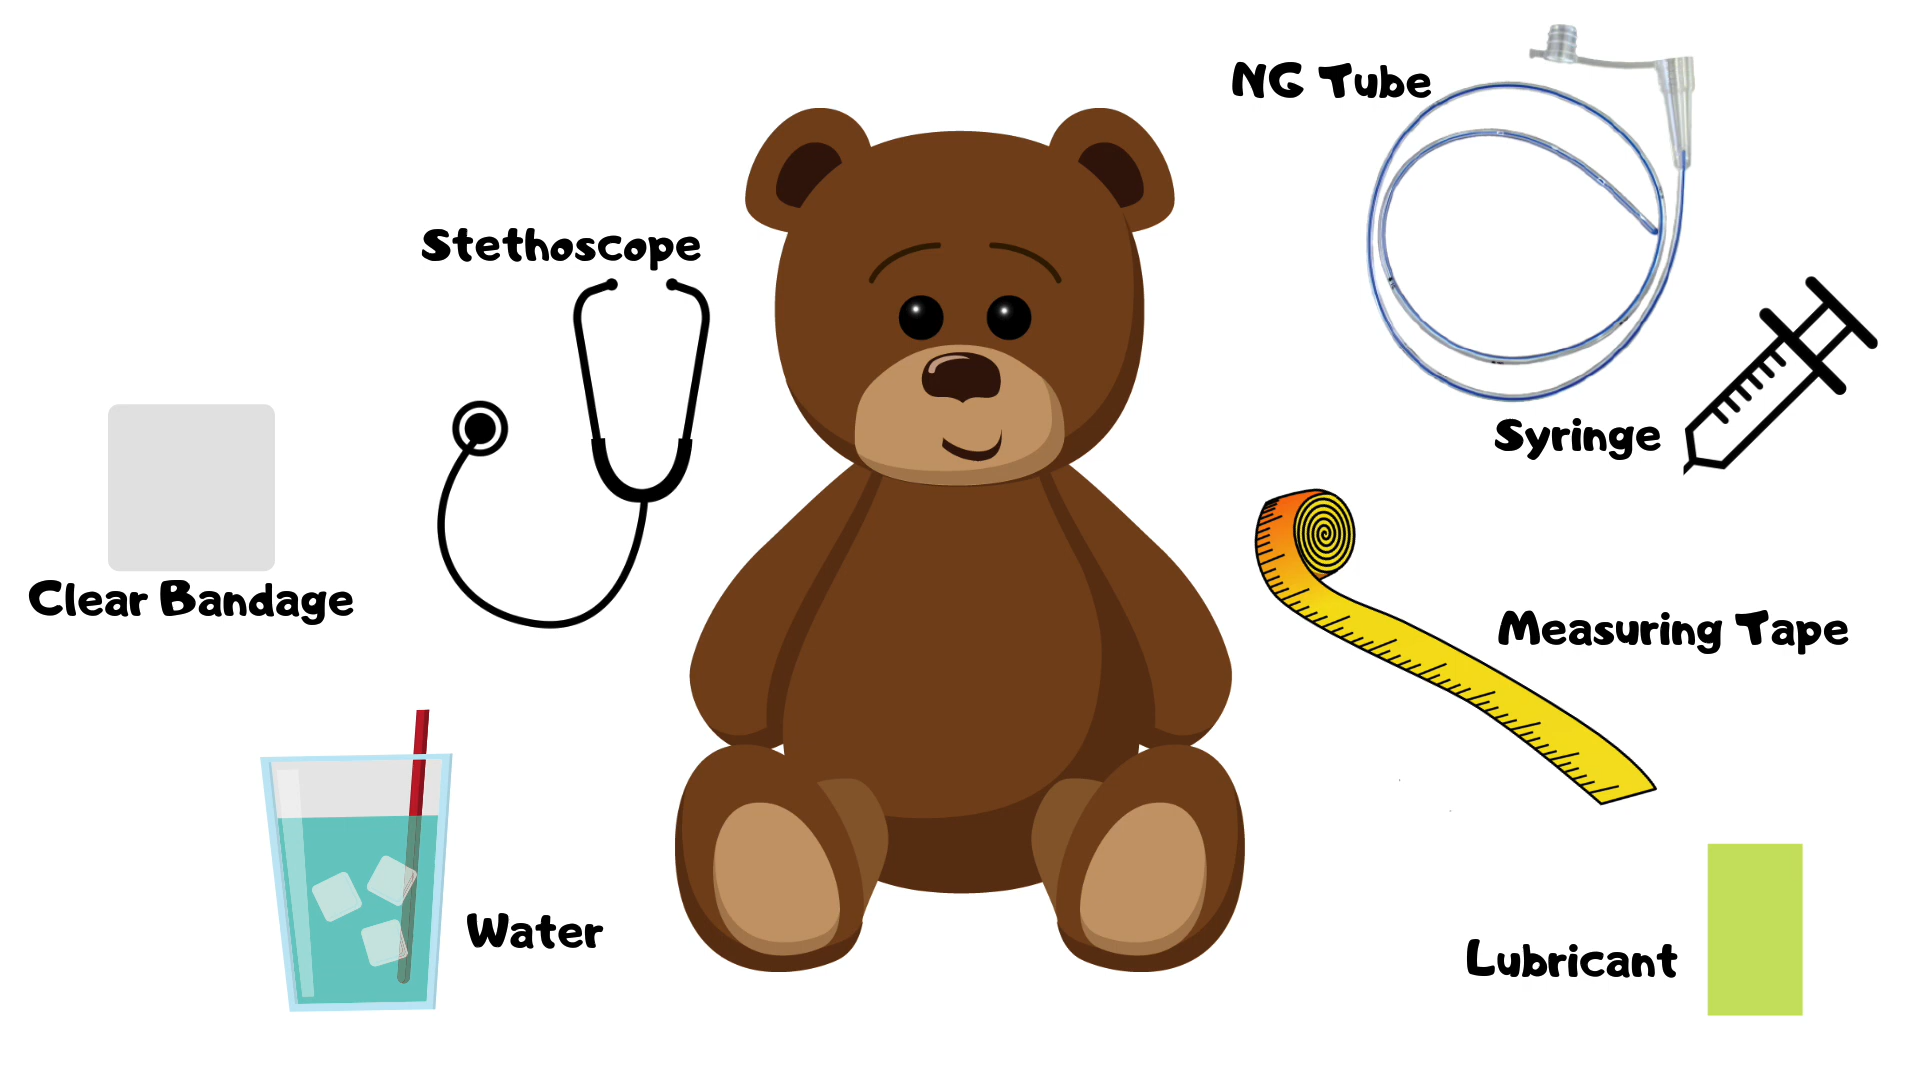 NG Tube
Stethoscope
Syringe
Clear Bandage
Measuring Tape
Water
Lubricant